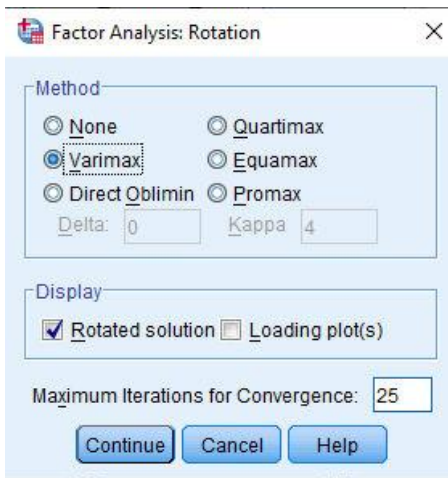 Factor Analysis: Rotation
Method
None Quartimax
Varimax Equamax
Direct Oblimin Promax
Delta: 0 Kappa 4
Display
Rotated solution Loading plot(s)
Maximum Iterations for Convergence: 25
Continue Cancel Help